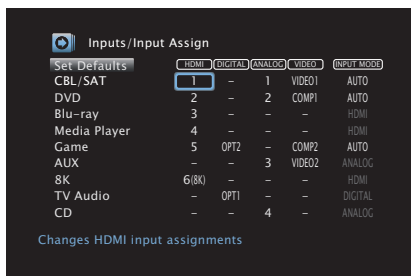 Inputs/Input Assign
Set Defaults HDMI DIGITAL ANALOG VIDEO INPUT MODE
CBL/SAT 1 – 1 VIDEO1 AUTO
DVD 2 – 2 COMP1 AUTO
Blu-ray 3 – – – HDMI
Media Player 4 – – – HDMI
Game 5 OPT2 – COMP2 AUTO
AUX – – 3 VIDEO2 ANALOG
8K 6(8K) – – – HDMI
TV Audio – OPT1 – – DIGITAL
CD – – 4 – ANALOG
Changes HDMI input assignments